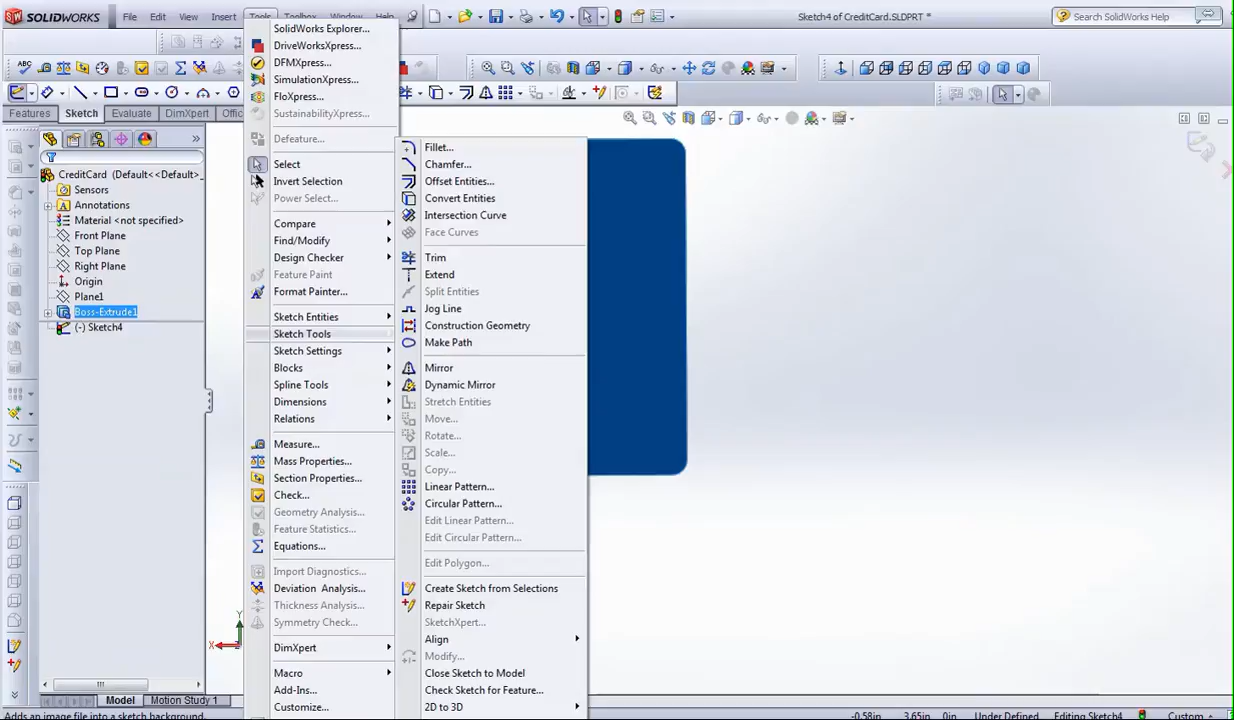 SOLIDWORKS File Edit View Insert Tools Toolbox Window Help Sketch4 of CreditCard.SLDPRT * Search SolidWorks Help
Features Sketch Evaluate DimXpert Offic
CreditCard (Default<<Default>_
Sensors
Annotations
Material <not specified>
Front Plane
Top Plane
Right Plane
Origin
Plane1
Boss-Extrude1
(-) Sketch4
SolidWorks Explorer...
DriveWorksXpress...
DFMXpress...
SimulationXpress...
FloXpress...
SustainabilityXpress...
Defeature...
Select
Invert Selection
Power Select...
Compare
Find/Modify
Design Checker
Feature Paint
Format Painter...
Sketch Entities
Sketch Tools
Sketch Settings
Blocks
Spline Tools
Dimensions
Relations
Measure...
Mass Properties...
Section Properties...
Check...
Geometry Analysis...
Feature Statistics...
Equations...
Import Diagnostics...
Deviation Analysis...
Thickness Analysis...
Symmetry Check...
DimXpert
Macro
Add-Ins...
Customize...
Fillet...
Chamfer...
Offset Entities...
Convert Entities
Intersection Curve
Face Curves
Trim
Extend
Split Entities
Jog Line
Construction Geometry
Make Path
Mirror
Dynamic Mirror
Stretch Entities
Move...
Rotate...
Scale...
Copy...
Linear Pattern...
Circular Pattern...
Edit Linear Pattern...
Edit Circular Pattern...
Edit Polygon...
Create Sketch from Selections
Repair Sketch
SketchXpert...
Align
Modify...
Close Sketch to Model
Check Sketch for Feature...
2D to 3D
Y
X
Model Motion Study 1
Adds an image file into a sketch background. -0.58in 3.65in 0in Under Defined Editing Sketch4 Custom